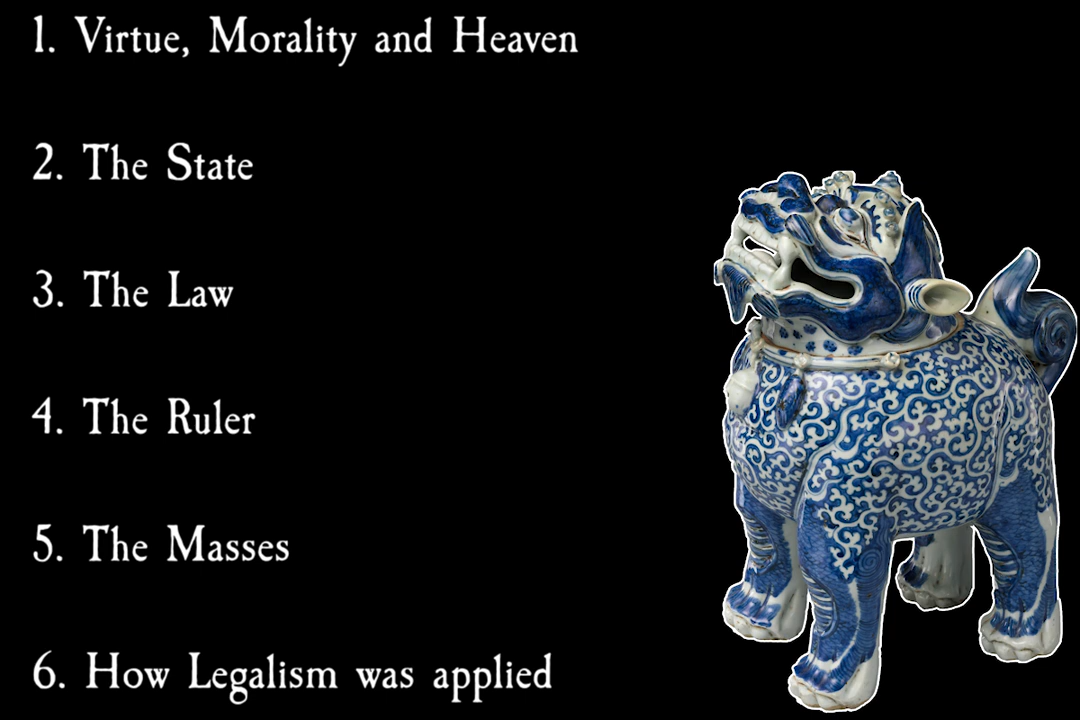 1. Virtue, Morality and Heaven
2. The State
3. The Law
4. The Ruler
5. The Masses
6. How Legalism was applied